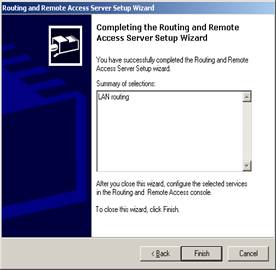 Routing and Remote Access Server Setup Wizard
Completing the Routing and Remote
Access Server Setup Wizard
You have successfully completed the Routing and Remote
Access Server Setup wizard.
Summary of selections:
LAN routing
After you close this wizard, configure the selected services
in the Routing and Remote Access console.
To close this wizard, click Finish.
< Back
Finish
Cancel